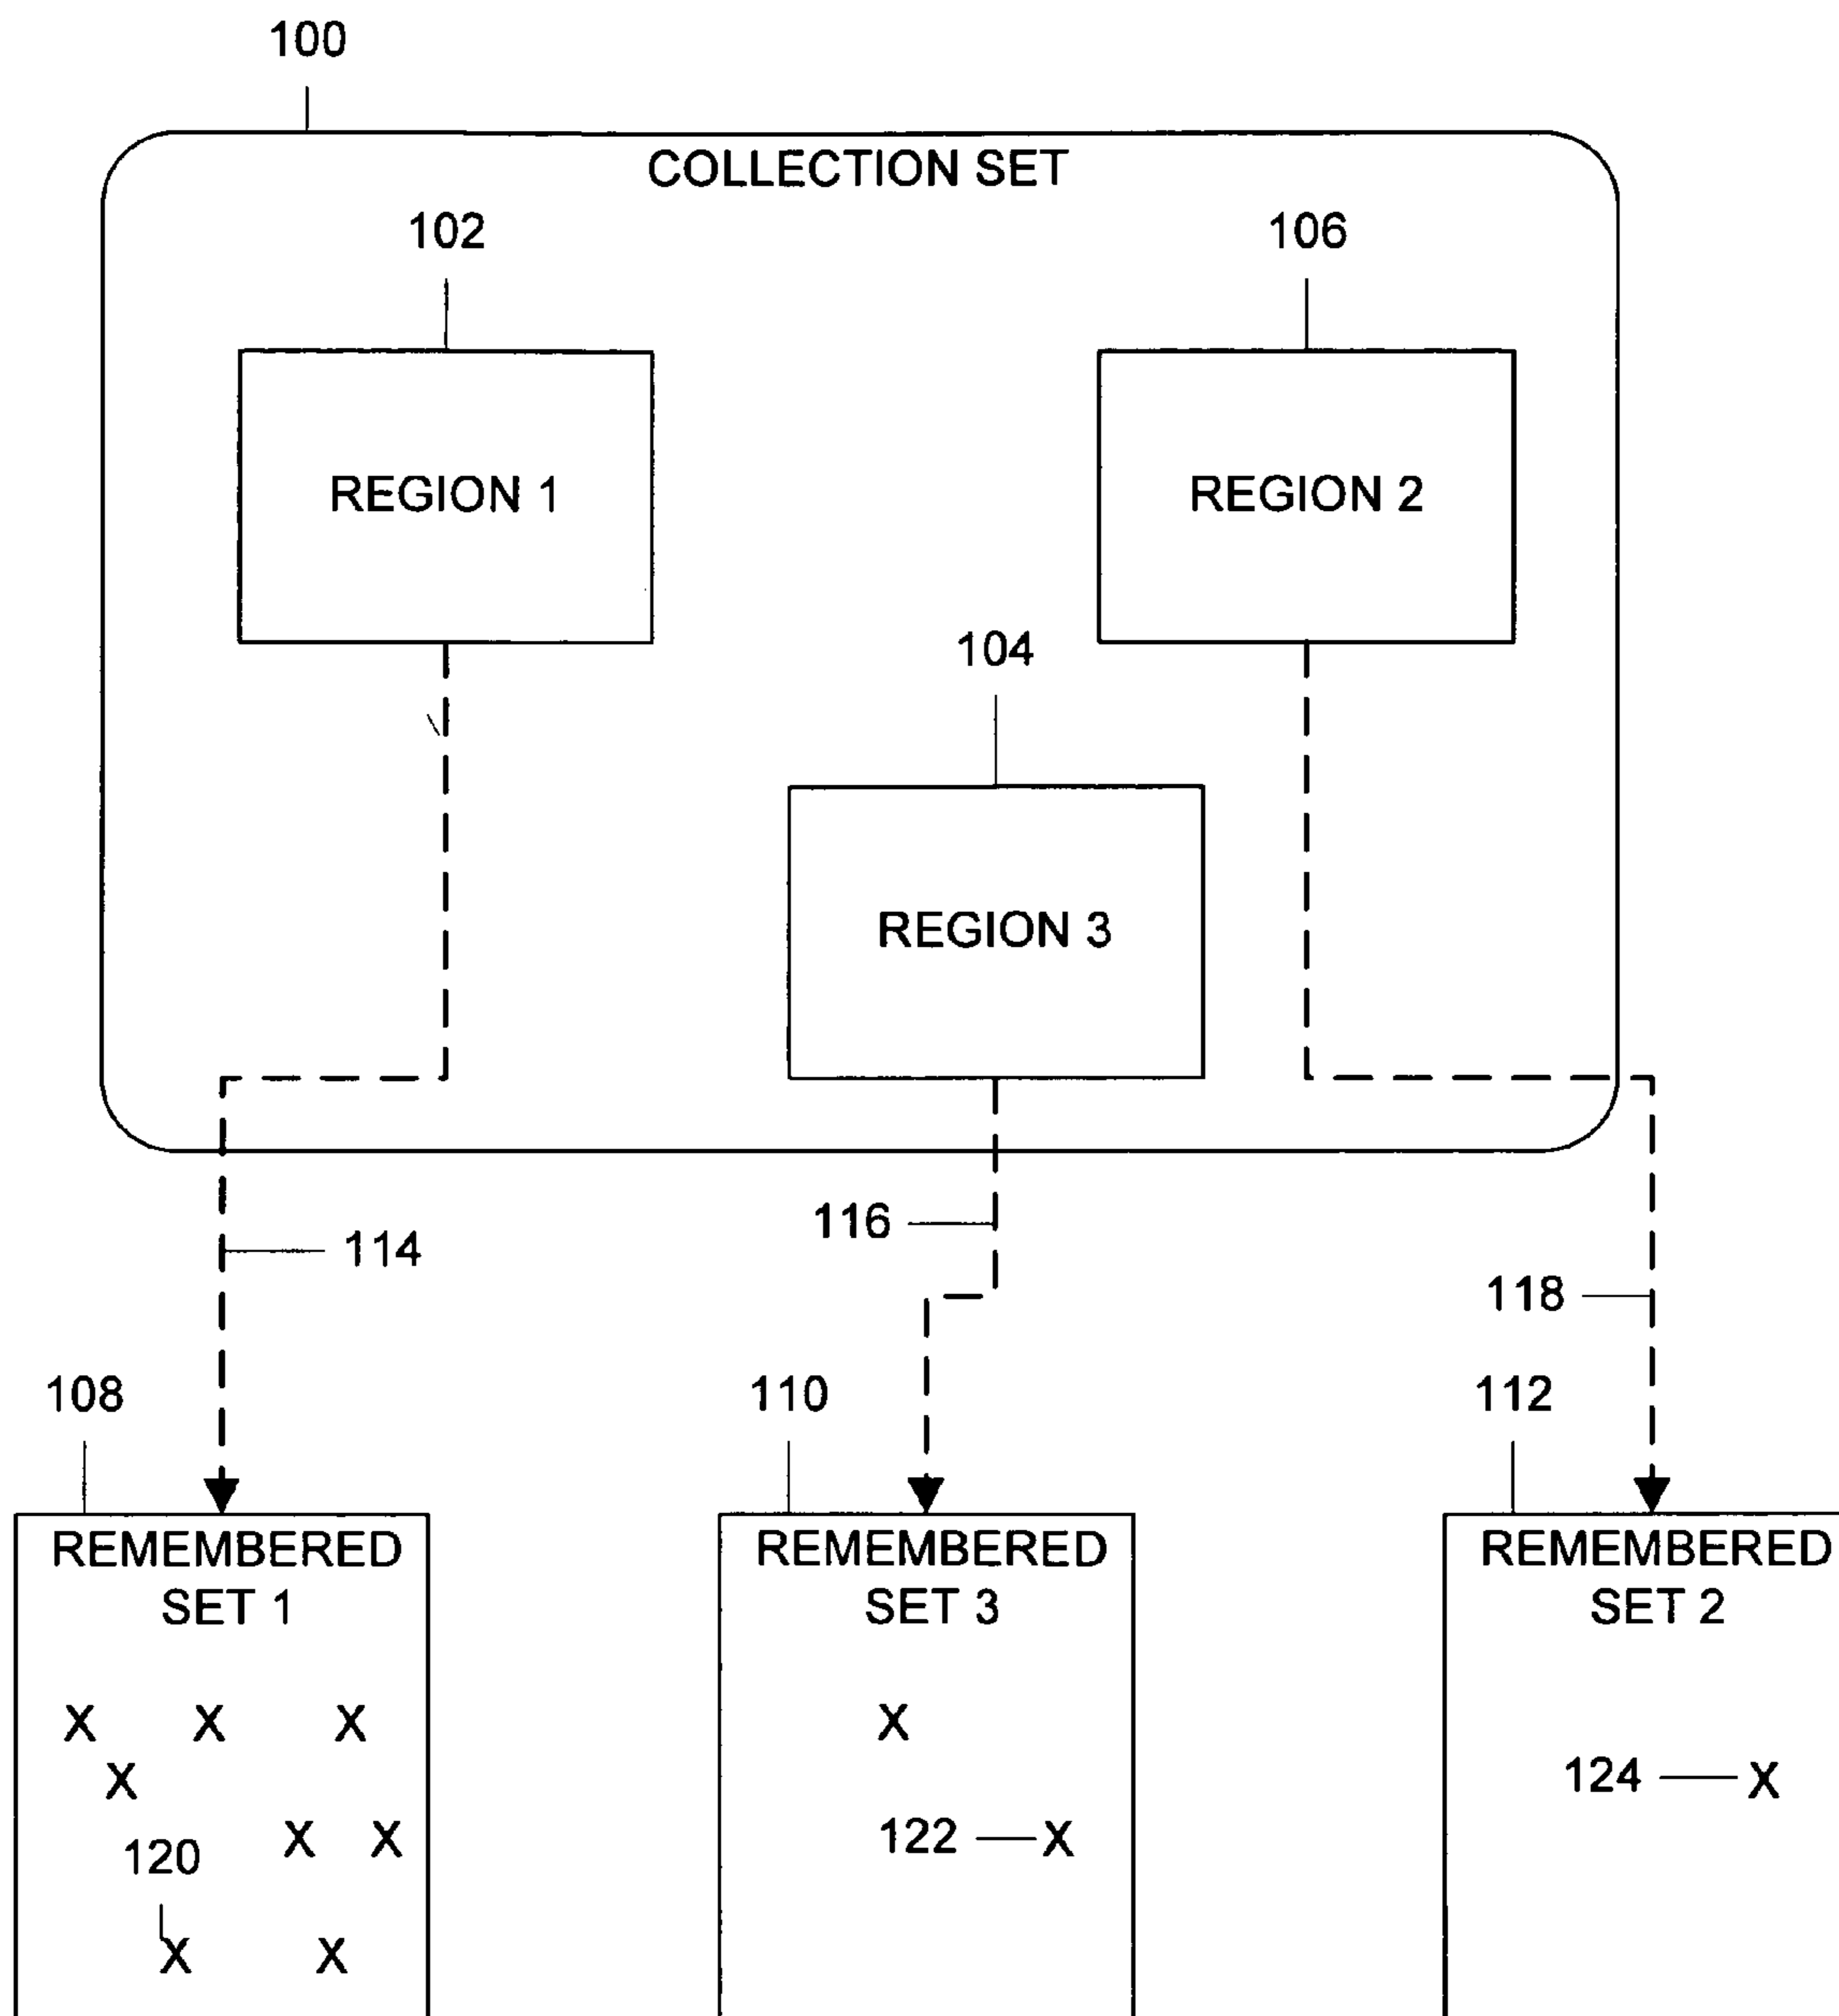 100
COLLECTION SET
102
106
REGION 1
REGION 2
104
REGION 3
116
114
118
108
110
112
REMEMBERED
SET 1
REMEMBERED
SET 3
REMEMBERED
SET 2
X X X
X
X
124 X
X
120
X X
122 X
X X